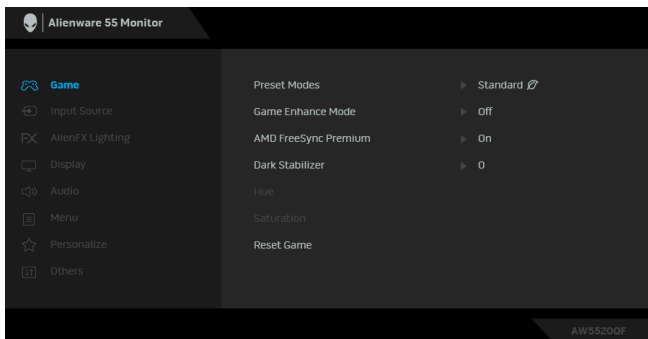 Alienware 55 Monitor
Game
Preset Modes Standard
Input Source
Game Enhance Mode Off
AlienFX Lighting
AMD FreeSync Premium On
Display
Dark Stabilizer 0
Audio
Hue
Menu
Saturation
Personalize
Reset Game
Others
AW5520QF